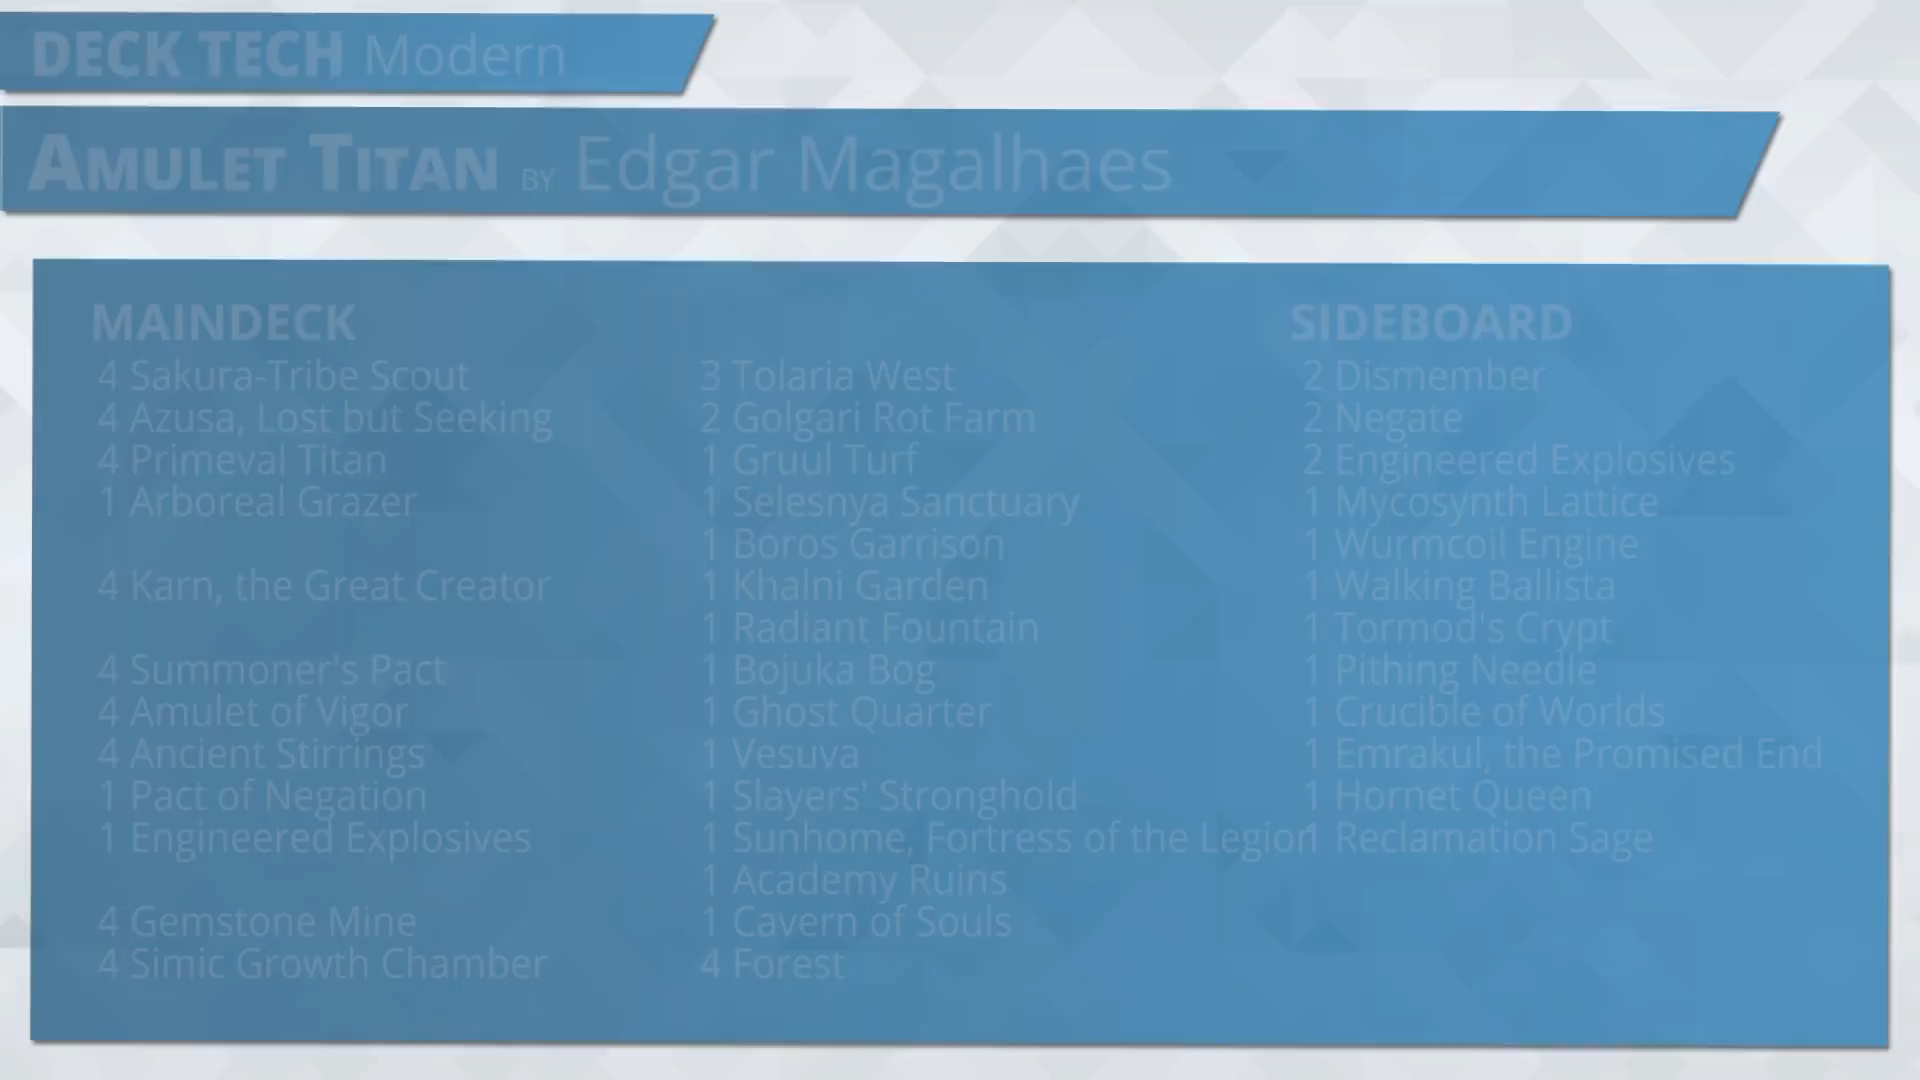 DECK TECH Modern
AMULET TITAN BY Edgar Magalhaes
MAINDECK
4 Sakura-Tribe Scout
4 Azusa, Lost but Seeking
4 Primeval Titan
1 Arboreal Grazer
4 Karn, the Great Creator
4 Summoner's Pact
4 Amulet of Vigor
4 Ancient Stirrings
1 Pact of Negation
1 Engineered Explosives
4 Gemstone Mine
4 Simic Growth Chamber
3 Tolaria West
2 Golgari Rot Farm
1 Gruul Turf
1 Selesnya Sanctuary
1 Boros Garrison
1 Khalni Garden
1 Radiant Fountain
1 Bojuka Bog
1 Ghost Quarter
1 Vesuva
1 Slayers' Stronghold
1 Sunhome, Fortress of the Legion
1 Academy Ruins
1 Cavern of Souls
4 Forest
SIDEBOARD
2 Dismember
2 Negate
2 Engineered Explosives
1 Mycosynth Lattice
1 Wurmcoil Engine
1 Walking Ballista
1 Tormod's Crypt
1 Pithing Needle
1 Crucible of Worlds
1 Emrakul, the Promised End
1 Hornet Queen
1 Reclamation Sage